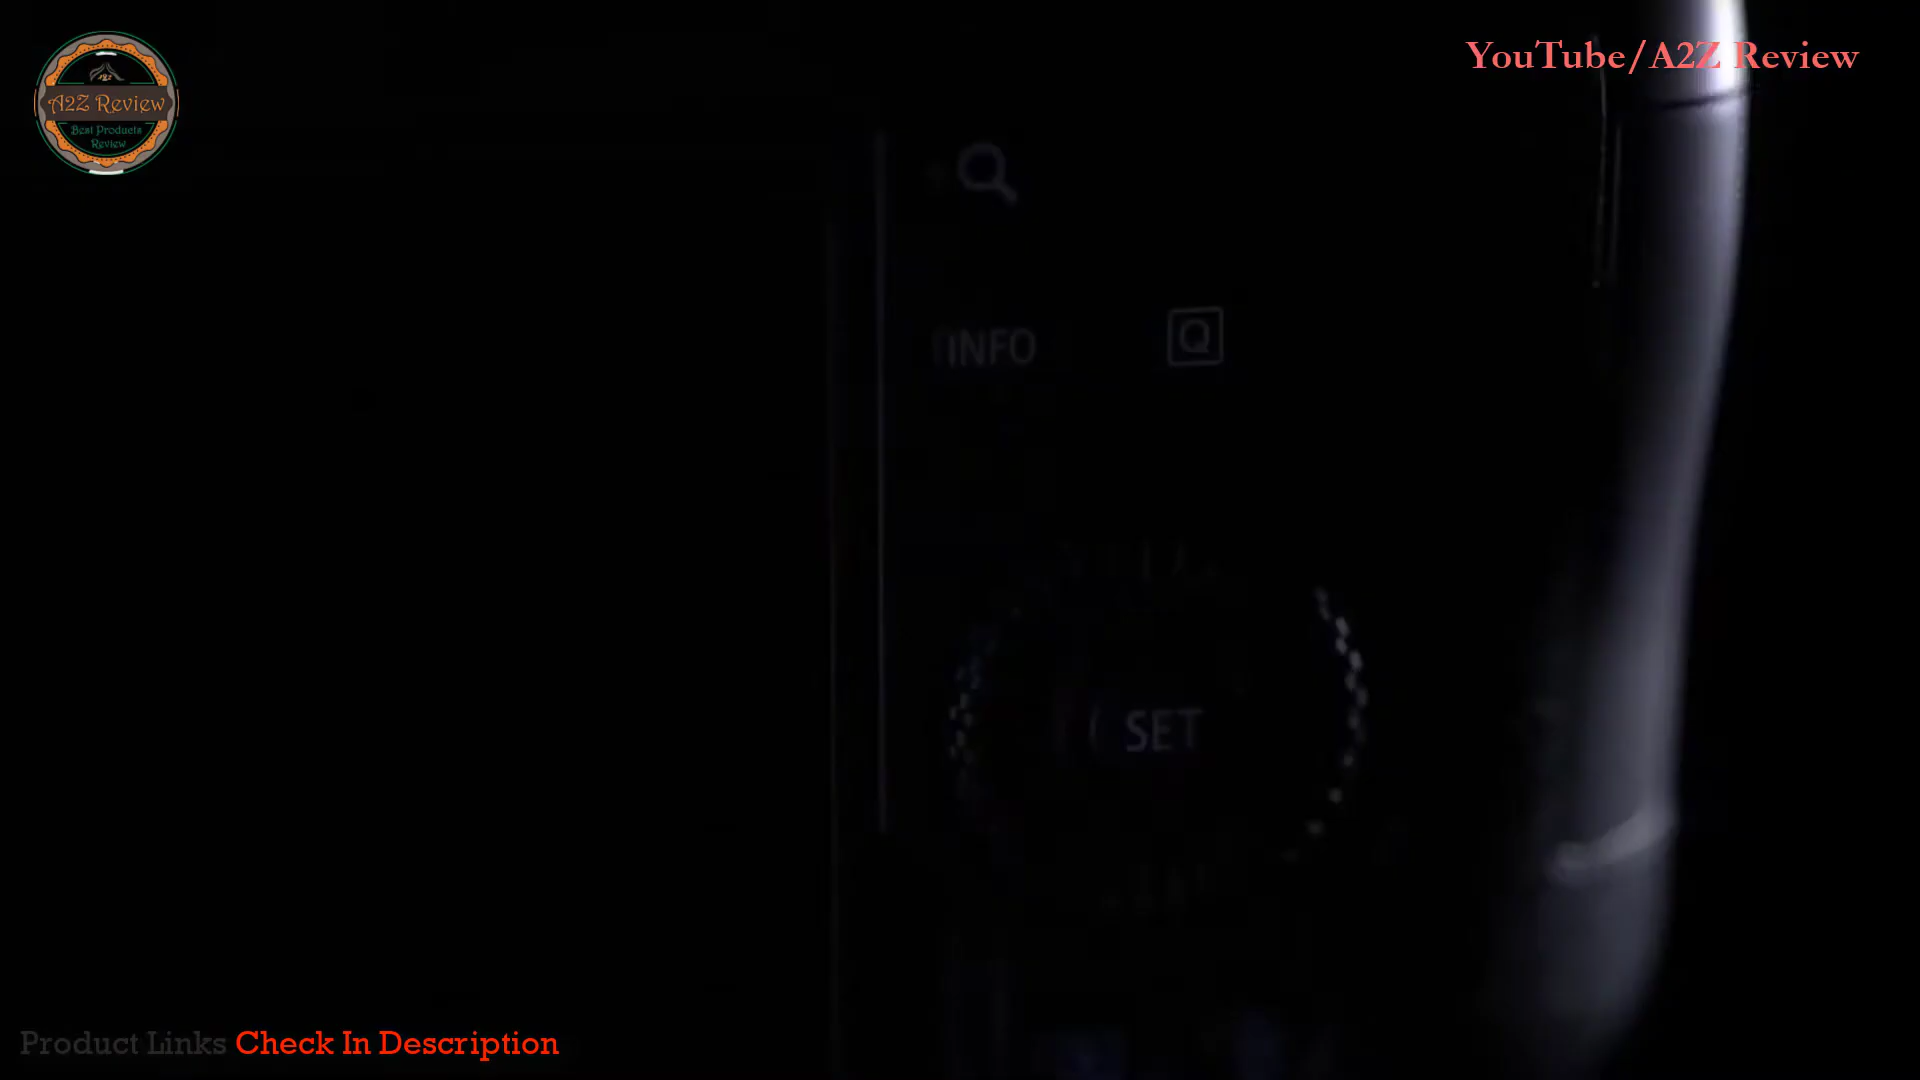 YouTube/A2Z Review
A2Z Review
Best Products
Review
INFO
Q
SET
Product Links Check In Description